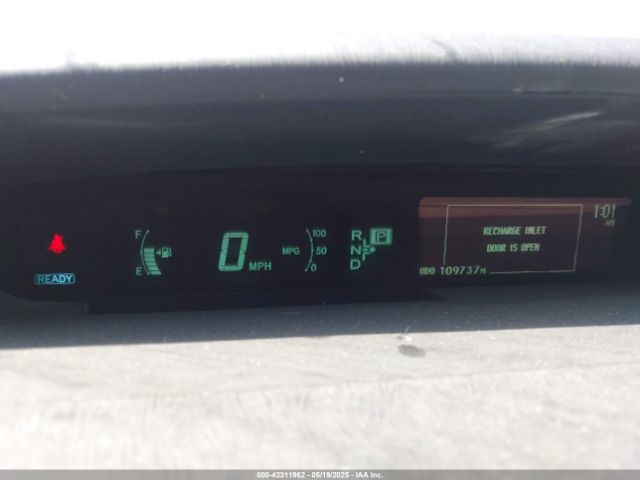 1:01
AM
RECHARGE INLET
DOOR IS OPEN
ODO 109737M
F
E
READY
0 MPH
MPG
100
50
0
R
N
D
P
000-42311962 - 05/19/2025 - IAA Inc.